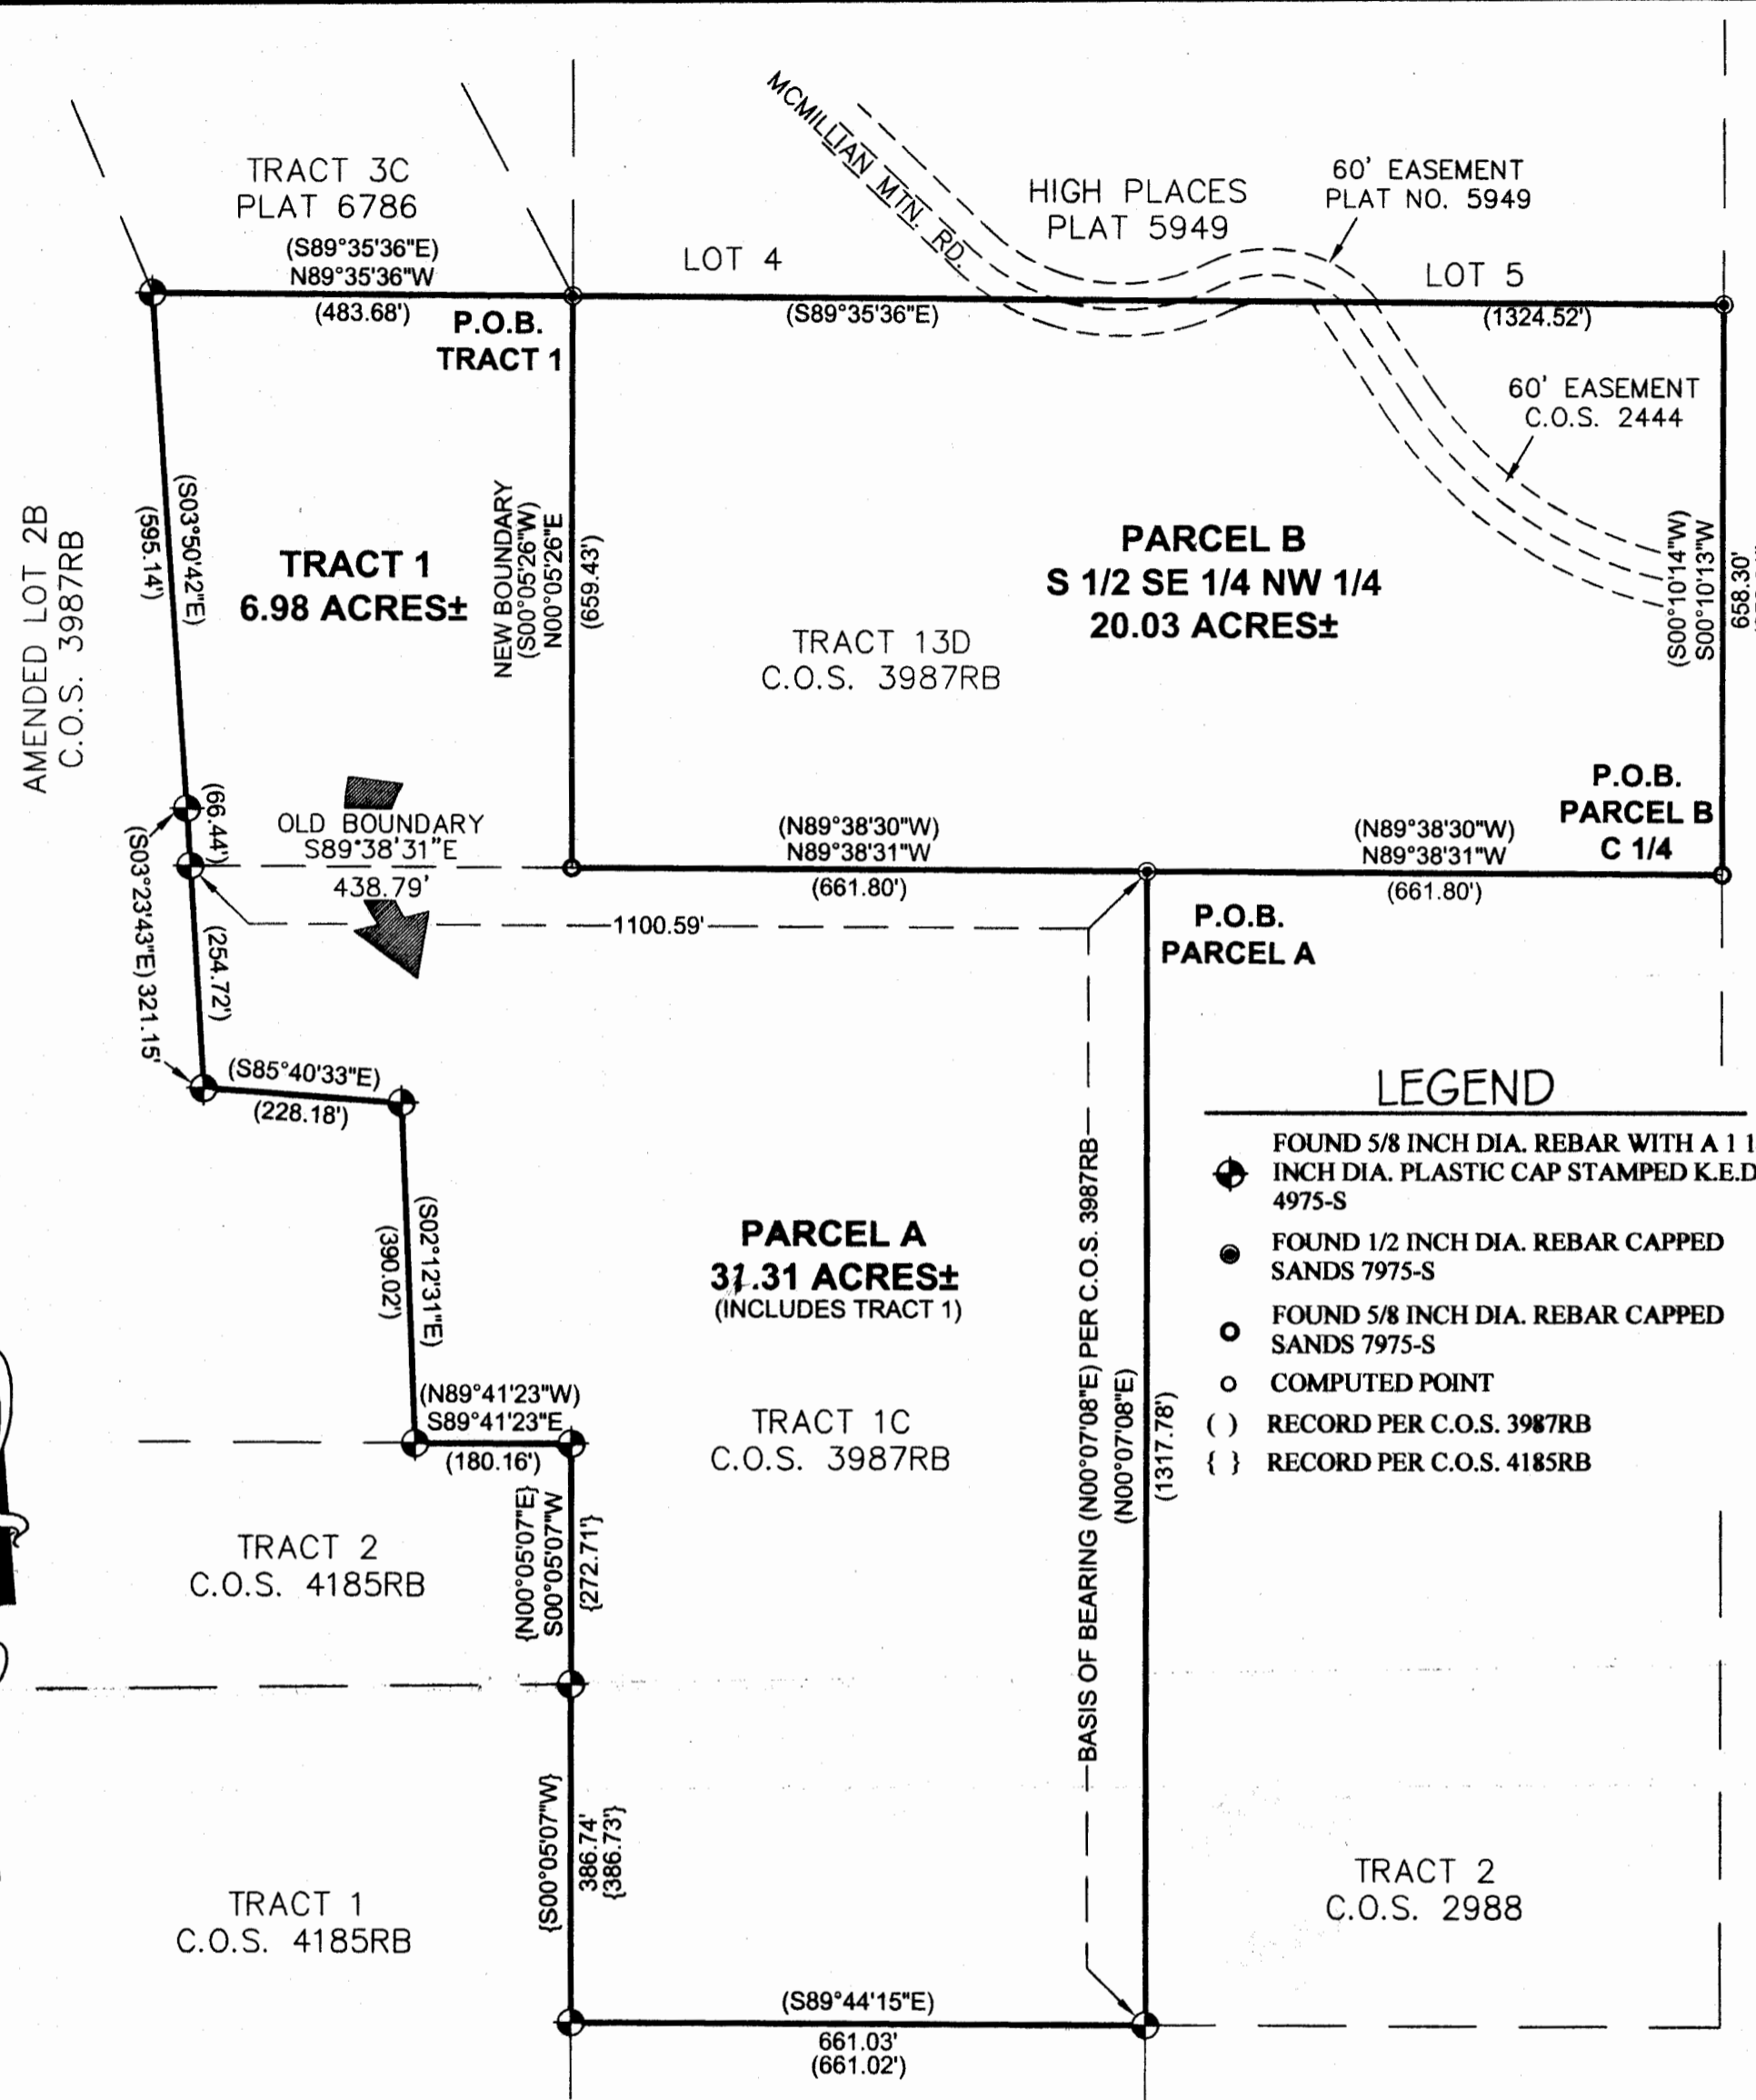 MCMILLIAN MTN. RD.
TRACT 3C
PLAT 6786
(S89°35'36"E)
N89°35'36"W
(483.68')
P.O.B.
TRACT 1
LOT 4
HIGH PLACES
PLAT 5949
60' EASEMENT
PLAT NO. 5949
LOT 5
(S89°35'36"E)
(1324.52')
60' EASEMENT
C.O.S. 2444
AMENDED LOT 2B
C.O.S. 3987RB
(S03°50'42"E)
(595.14')
TRACT 1
6.98 ACRES±
NEW BOUNDARY
(S00°05'26"W)
N00°05'26"E
(659.43')
TRACT 13D
C.O.S. 3987RB
PARCEL B
S 1/2 SE 1/4 NW 1/4
20.03 ACRES±
(S00°10'14"W)
S00°10'13"W
658.30'
(66.44')
OLD BOUNDARY
S89°38'31"E
438.79'
(N89°38'30"W)
N89°38'31"W
(661.80')
(N89°38'30"W)
N89°38'31"W
(661.80')
P.O.B.
PARCEL B
C 1/4
(S03°23'43"E) 321.15'
(254.72')
1100.59'
P.O.B.
PARCEL A
(S85°40'33"E)
(228.18')
(S02°12'31"E)
(390.02')
PARCEL A
31.31 ACRES±
(INCLUDES TRACT 1)
BASIS OF BEARING (N00°07'08"E) PER C.O.S. 3987RB
(N00°07'08"E)
(1317.78')
LEGEND
FOUND 5/8 INCH DIA. REBAR WITH A 1 1
INCH DIA. PLASTIC CAP STAMPED K.E.D
4975-S
FOUND 1/2 INCH DIA. REBAR CAPPED
SANDS 7975-S
FOUND 5/8 INCH DIA. REBAR CAPPED
SANDS 7975-S
COMPUTED POINT
( ) RECORD PER C.O.S. 3987RB
{ } RECORD PER C.O.S. 4185RB
(N89°41'23"W)
S89°41'23"E
(180.16')
TRACT 1C
C.O.S. 3987RB
TRACT 2
C.O.S. 4185RB
{N00°05'07"E}
S00°05'07"W
{272.71'}
TRACT 1
C.O.S. 4185RB
{S00°05'07"W}
386.74'
{386.73'}
TRACT 2
C.O.S. 2988
(S89°44'15"E)
661.03'
(661.02')